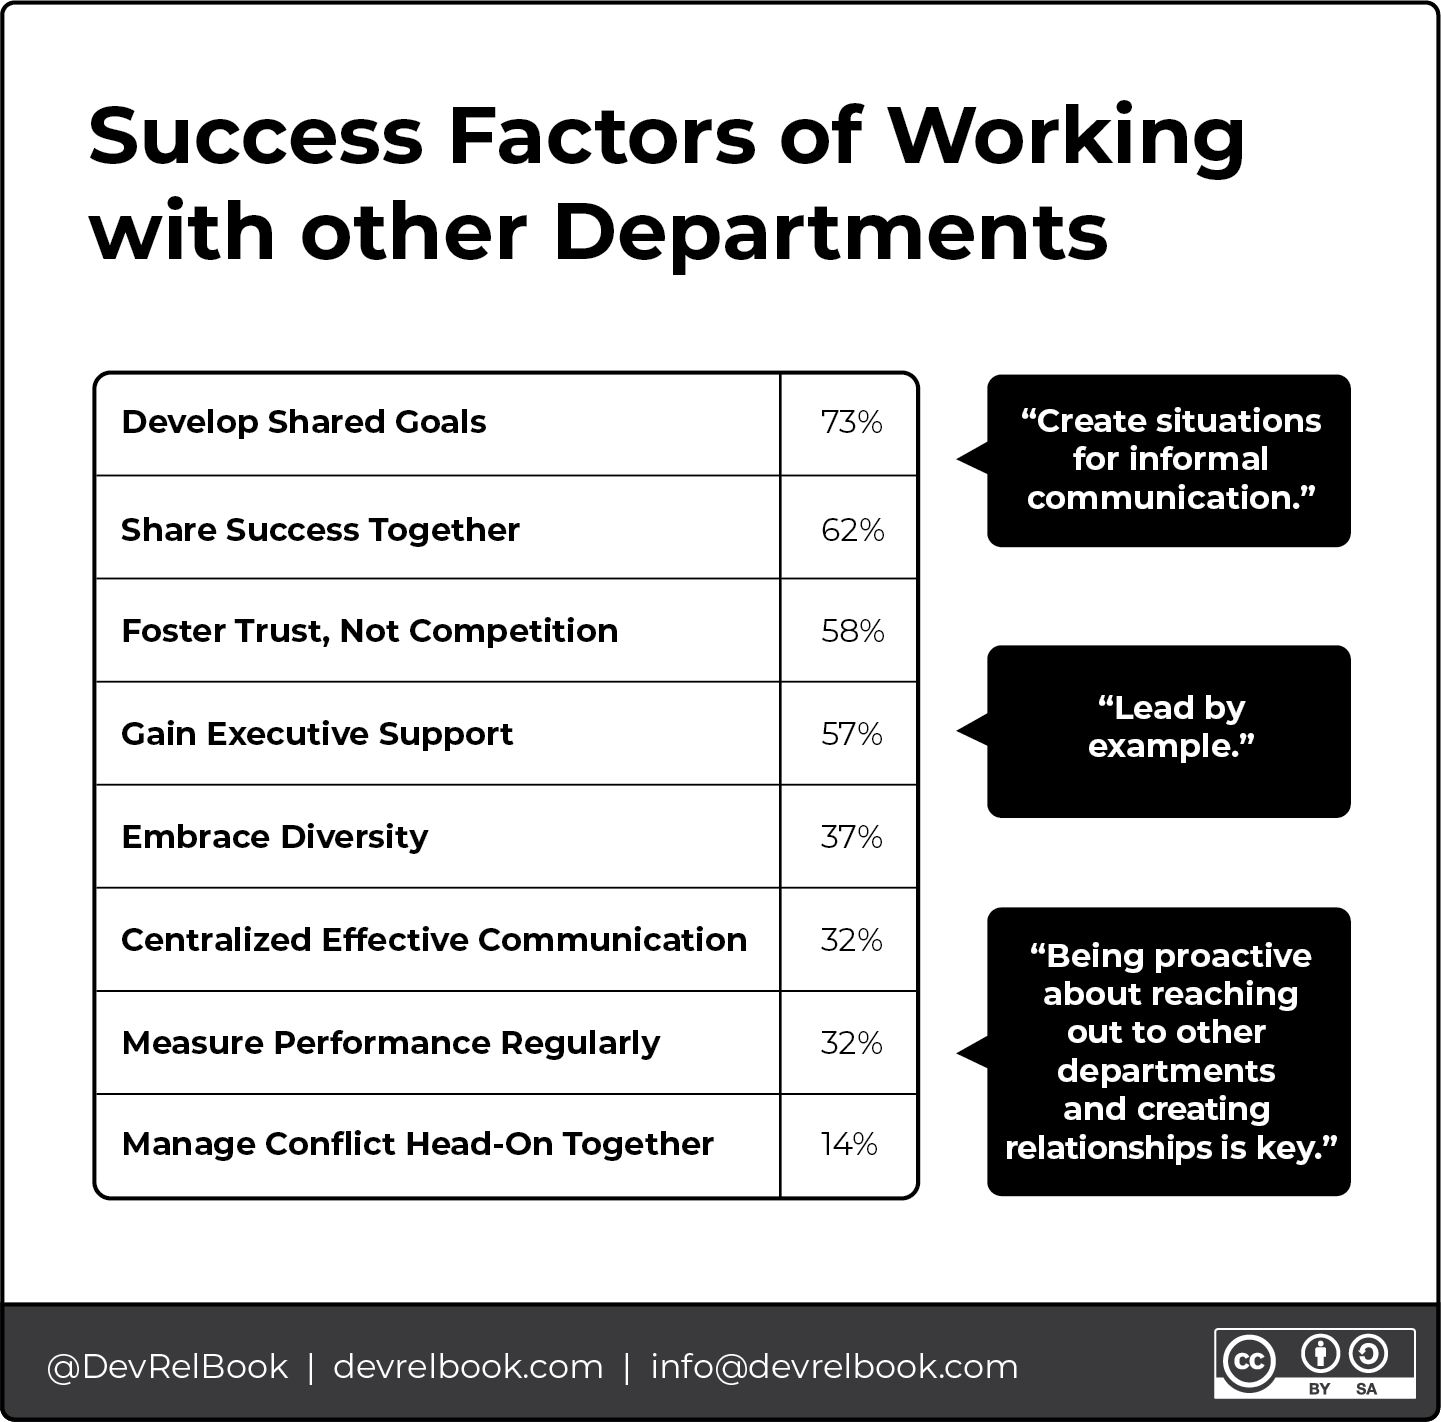 Success Factors of Working
with other Departments
Develop Shared Goals 73%
Share Success Together 62%
Foster Trust, Not Competition 58%
Gain Executive Support 57%
Embrace Diversity 37%
Centralized Effective Communication 32%
Measure Performance Regularly 32%
Manage Conflict Head-On Together 14%
“Create situations
for informal
communication.”
“Lead by
example.”
“Being proactive
about reaching
out to other
departments
and creating
relationships is key.”
@DevRelBook | devrelbook.com | info@devrelbook.com
cc
BY SA